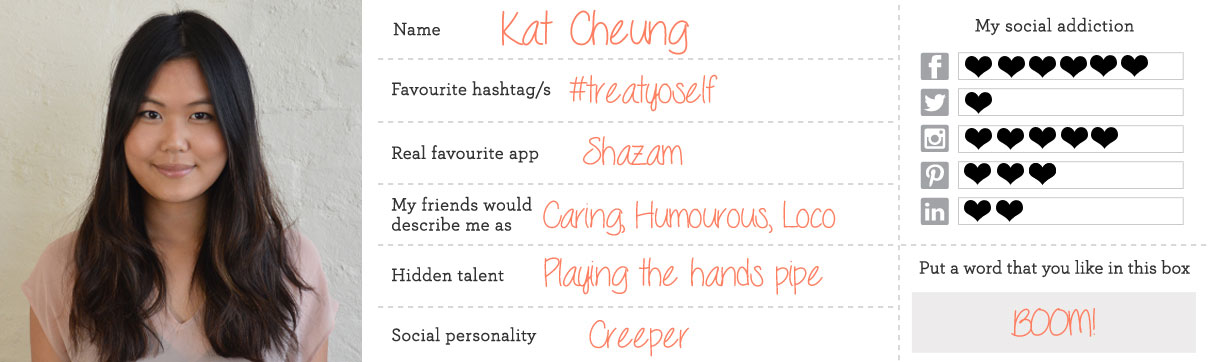 Name Kat Cheung
Favourite hashtag/s #treatyoself
Real favourite app Shazam
My friends would
describe me as Caring, Humourous, Loco
Hidden talent Playing the hands pipe
Social personality Creeper
My social addiction
f
in
Put a word that you like in this box
BOOM!